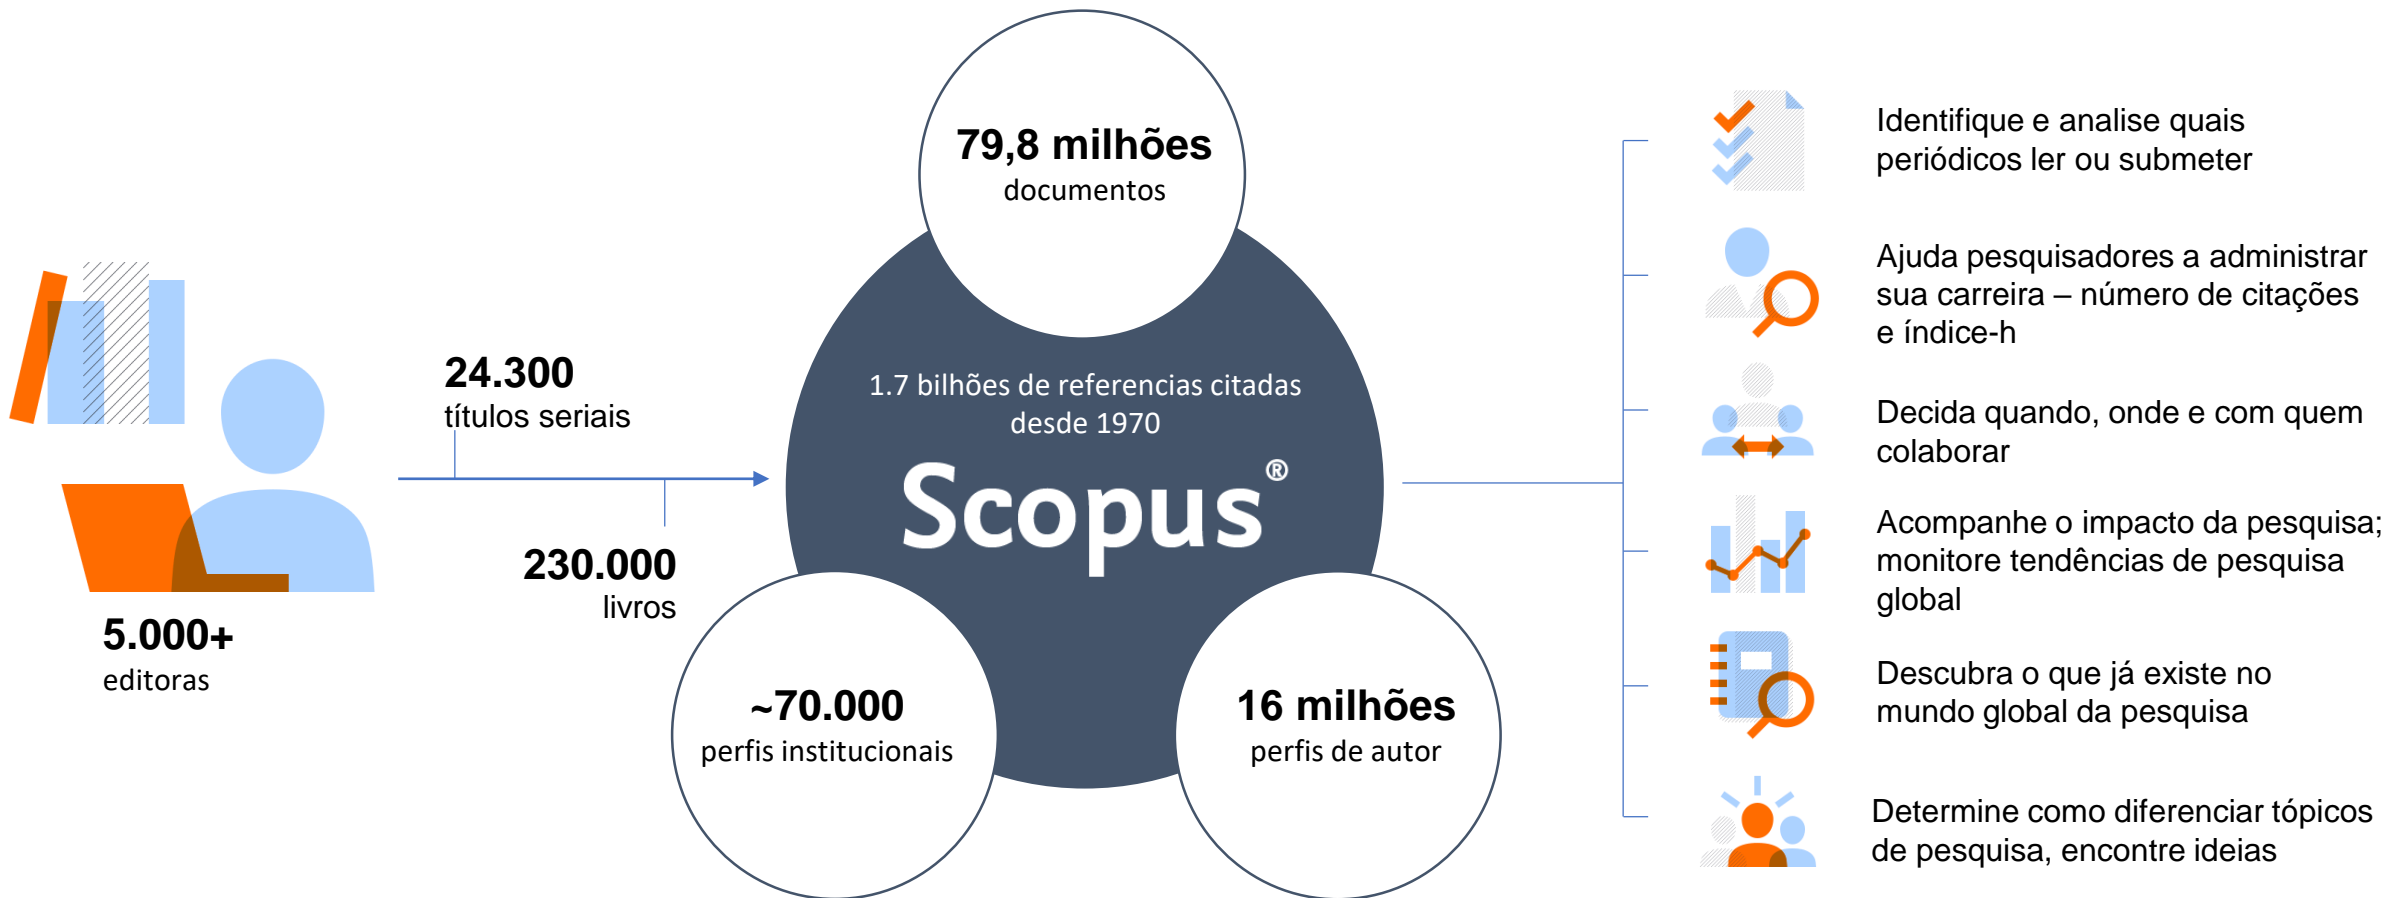 5.000+
editoras
24.300
títulos seriais
230.000
livros
79,8 milhões
documentos
1.7 bilhões de referencias citadas
desde 1970
Scopus®
~70.000
perfis institucionais
16 milhões
perfis de autor
Identifique e analise quais
periódicos ler ou submeter
Ajuda pesquisadores a administrar
sua carreira – número de citações
e índice-h
Decida quando, onde e com quem
colaborar
Acompanhe o impacto da pesquisa;
monitore tendências de pesquisa
global
Descubra o que já existe no
mundo global da pesquisa
Determine como diferenciar tópicos
de pesquisa, encontre ideias